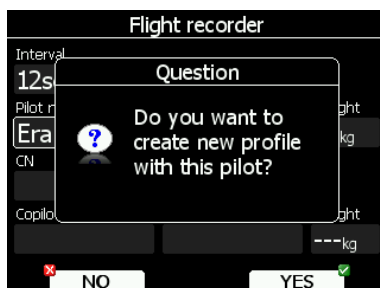 Flight recorder
Interval
12s
Question
Pilot n
ght
Era
Do you want to
create new profile
with this pilot?
kg
CN
Copilo
ght
---kg
NO
YES